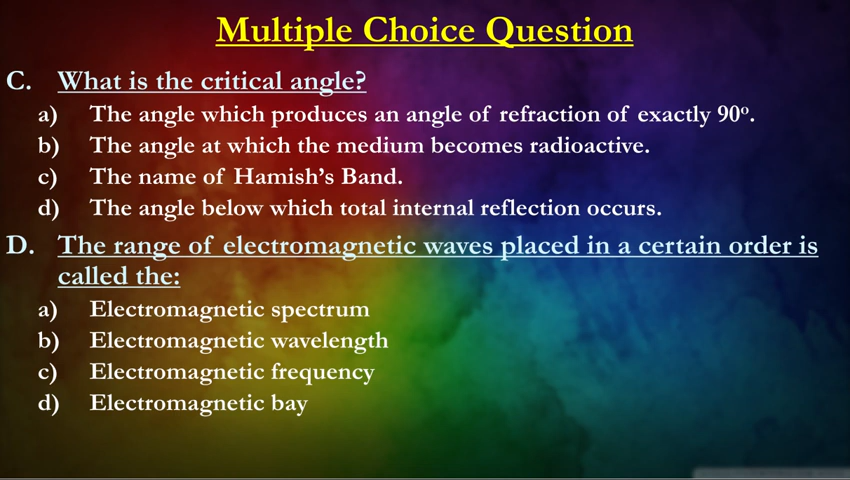 Multiple Choice Question
C. What is the critical angle?
a) The angle which produces an angle of refraction of exactly 90º.
b) The angle at which the medium becomes radioactive.
c) The name of Hamish's Band.
d) The angle below which total internal reflection occurs.
D. The range of electromagnetic waves placed in a certain order is
called the:
a) Electromagnetic spectrum
b) Electromagnetic wavelength
c) Electromagnetic frequency
d) Electromagnetic bay